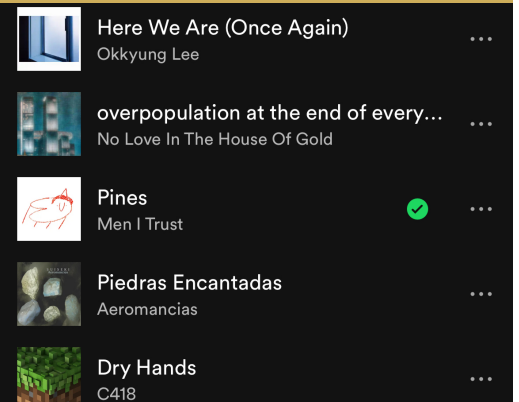 Here We Are (Once Again)
Okkyung Lee
overpopulation at the end of every...
No Love In The House Of Gold
Pines
Men I Trust
Piedras Encantadas
Aeromancias
Dry Hands
C418